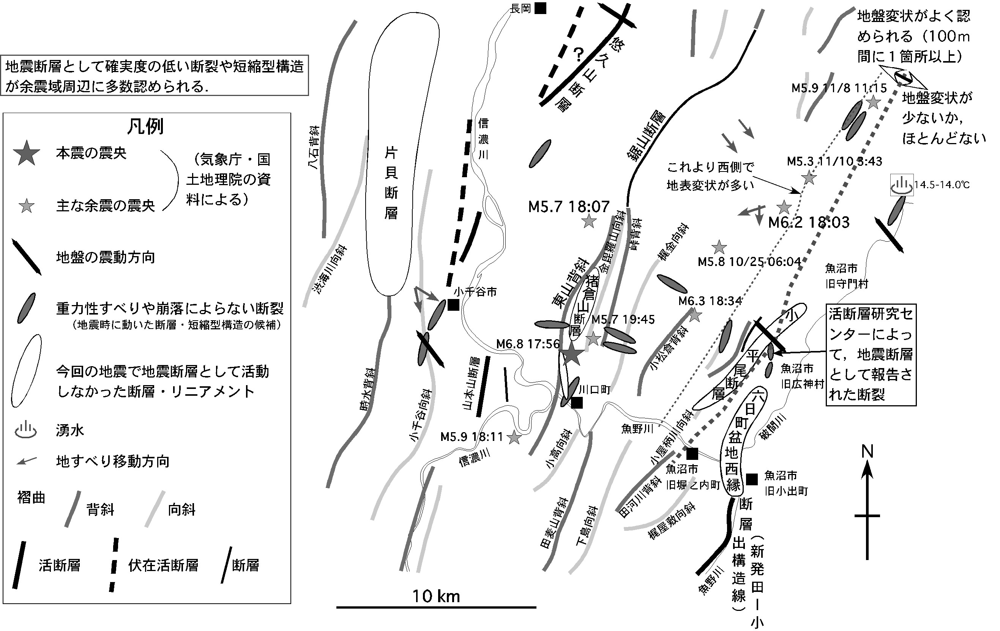 地震断層として確実度の低い断裂や短縮型構造
が余震域周辺に多数認められる.
凡例
本震の震央
主な余震の震央
(気象庁・国
土地理院の資
料による)
地盤の震動方向
重力性すべりや崩落によらない断裂
(地震時に動いた断層・短縮型構造の候補)
今回の地震で地震断層として活動
しなかった断層・リニアメント
湧水
地すべり移動方向
褶曲
背斜
向斜
活断層
伏在活断層
断層
長岡
悠久山断層
?
地盤変状がよく認
められる(100m
間に1箇所以上)
M5.9 11/8 11:15
地盤変状が
少ないか,
ほとんどない
八石背斜
片貝断層
信濃川
鋸山断層
これより西側で
地表変状が多い
M5.3 11/10 3:43
14.5-14.0℃
M5.7 18:07
M6.2 18:03
渋海川向斜
金毘羅山向斜
峠背斜
梶金向斜
M5.8 10/25 06:04
魚沼市
旧守門村
小千谷市
東山背斜
猪倉山断層
M6.3 18:34
M5.7 19:45
M6.8 17:56
小松倉背斜
小平尾断層
活断層研究セ
ンターによっ
て,地震断層
として報告さ
れた断裂
魚沼市
旧広神村
時水背斜
小千谷向斜
山本山断層
川口町
M5.9 18:11
信濃川
小高向斜
魚野川
小屋柄川向斜
六日町盆地西縁断層(新発田ー小出構造線)
破間川
魚沼市
旧堀之内町
魚沼市
旧小出町
田麦山背斜
下島向斜
田河川背斜
梶屋敷向斜
魚野川
N
10 km